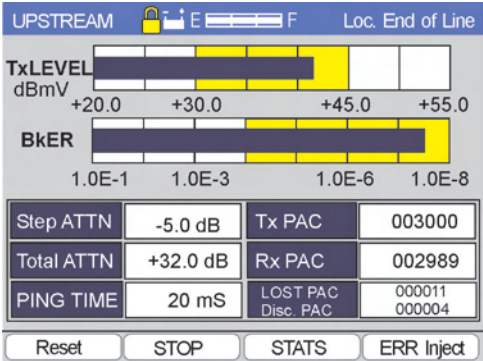 UPSTREAM E F Loc. End of Line
TxLEVEL
dBmV
+20.0 +30.0 +45.0 +55.0
BkER
1.0E-1 1.0E-3 1.0E-6 1.0E-8
Step ATTN -5.0 dB Tx PAC 003000
Total ATTN +32.0 dB Rx PAC 002989
PING TIME 20 mS LOST PAC 000011
Disc. PAC 000004
Reset STOP STATS ERR Inject